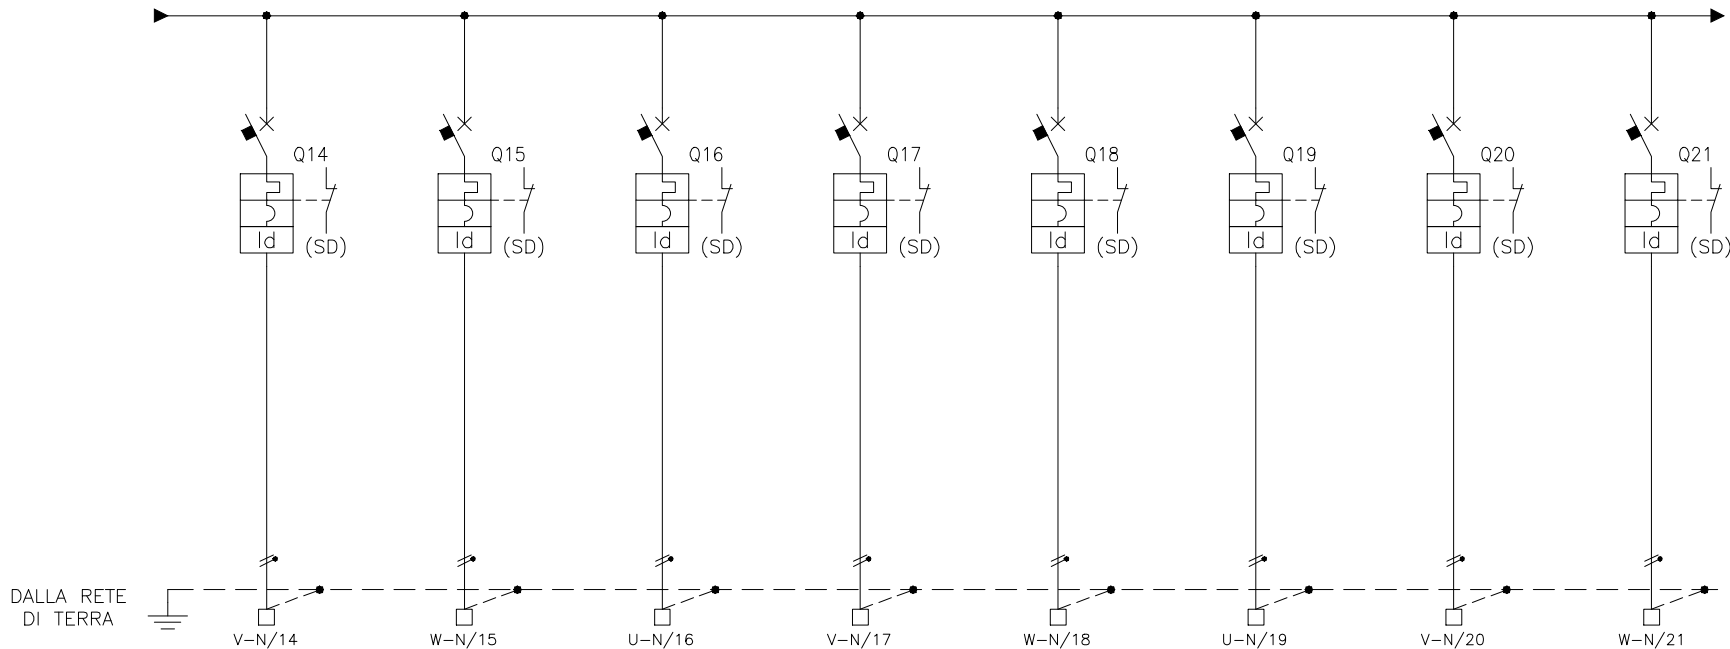 Q14 Q15 Q16 Q17 Q18 Q19 Q20 Q21
Id (SD) Id (SD) Id (SD) Id (SD) Id (SD) Id (SD) Id (SD) Id (SD)
DALLA RETE
DI TERRA
V-N/14 W-N/15 U-N/16 V-N/17 W-N/18 U-N/19 V-N/20 W-N/21